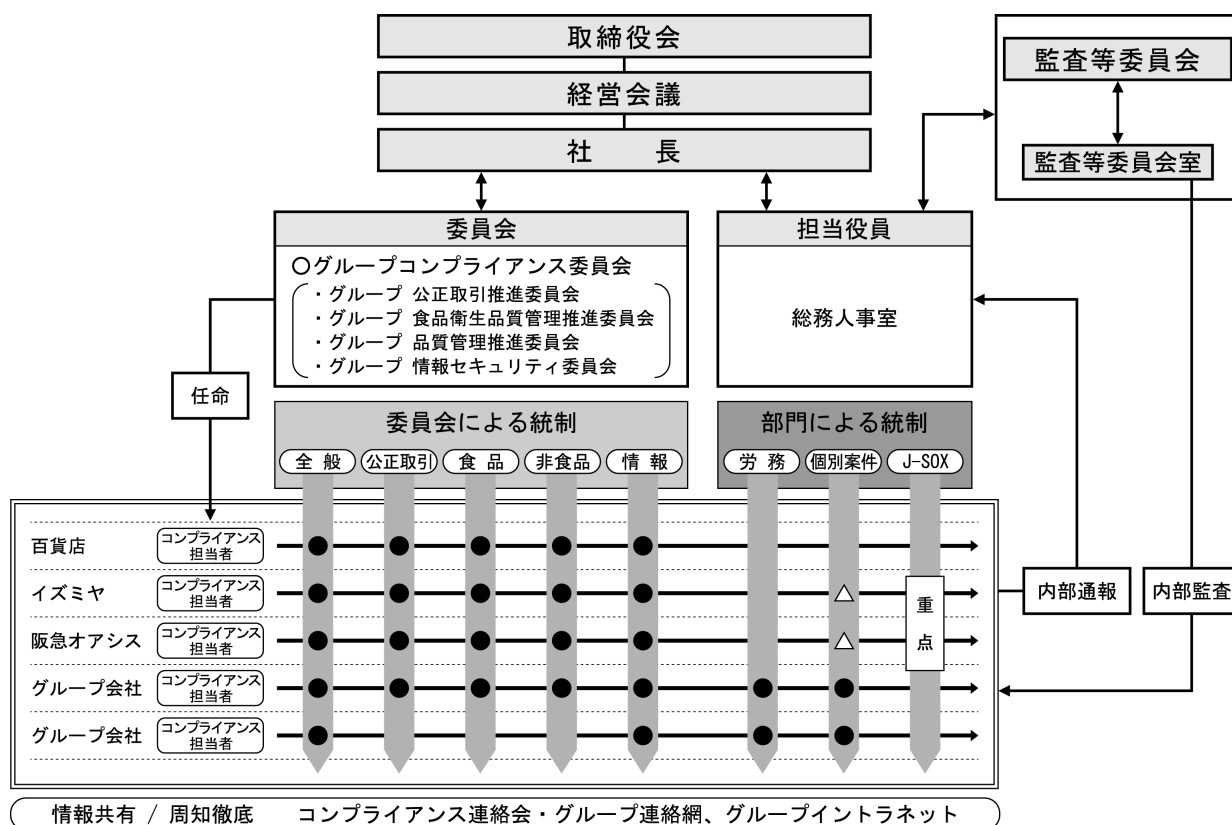 取締役会
経営会議
社長
監査等委員会
監査等委員会室
委員会
〇グループコンプライアンス委員会
・グループ 公正取引推進委員会
・グループ 食品衛生品質管理推進委員会
・グループ 品質管理推進委員会
・グループ 情報セキュリティ委員会
担当役員
総務人事室
任命
委員会による統制
全般 公正取引 食品 非食品 情報
部門による統制
労務 個別案件 J-SOX
百貨店 コンプライアンス
担当者
イズミヤ コンプライアンス
担当者
阪急オアシス コンプライアンス
担当者
グループ会社 コンプライアンス
担当者
グループ会社 コンプライアンス
担当者
重
点
内部通報
内部監査
情報共有 / 周知徹底 コンプライアンス連絡会・グループ連絡網、グループイントラネット